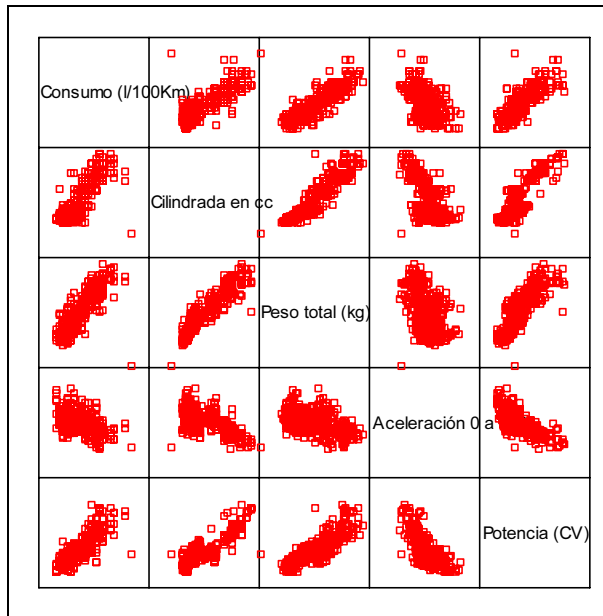 Consumo (l/100Km)
Cilindrada en cc
Peso total (kg)
Aceleración 0 a
Potencia (CV)